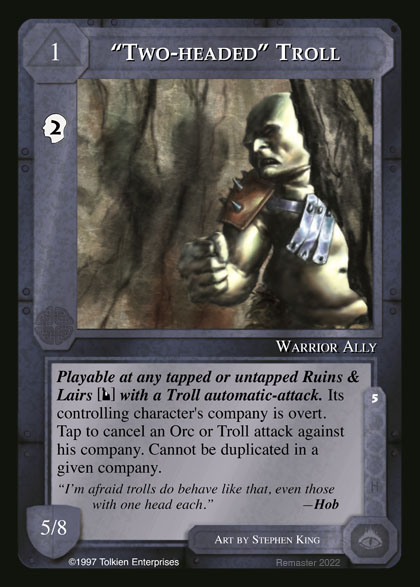 1
“Two-headed” Troll
2
Warrior Ally
Playable at any tapped or untapped Ruins &
Lairs [] with a Troll automatic-attack. Its
controlling character's company is overt.
Tap to cancel an Orc or Troll attack against
his company. Cannot be duplicated in a
given company.
5
“I’m afraid trolls do behave like that, even those
with one head each.” —Hob
5/8
Art by Stephen King
©1997 Tolkien Enterprises
Remaster 2022